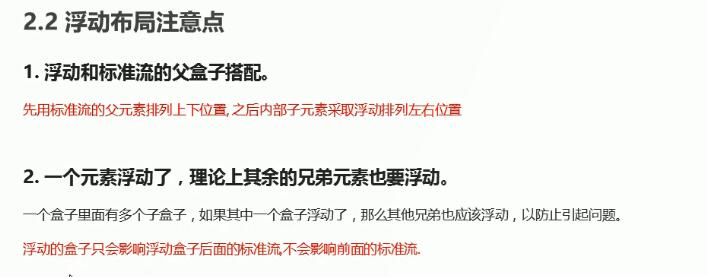 2.2 浮动布局注意点
1. 浮动和标准流的父盒子搭配。
先用标准流的父元素排列上下位置, 之后内部子元素采取浮动排列左右位置
2. 一个元素浮动了，理论上其余的兄弟元素也要浮动。
一个盒子里面有多个子盒子，如果其中一个盒子浮动了，那么其他兄弟也应该浮动，以防止引起问题。
浮动的盒子只会影响浮动盒子后面的标准流,不会影响前面的标准流.